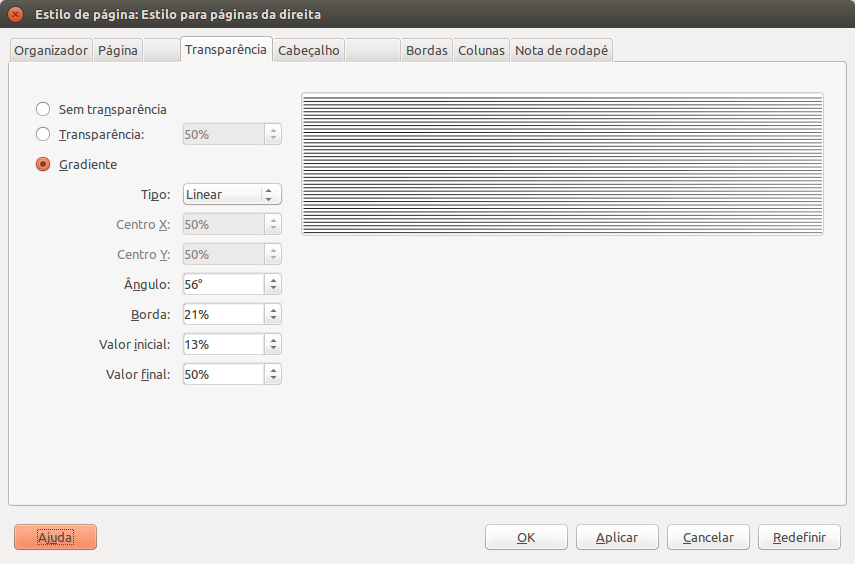 Estilo de página: Estilo para páginas da direita
Organizador Página Transparência Cabeçalho Bordas Colunas Nota de rodapé
Sem transparência
Transparência: 50%
Gradiente
Tipo: Linear
Centro X: 50%
Centro Y: 50%
Ângulo: 56°
Borda: 21%
Valor inicial: 13%
Valor final: 50%
Ajuda OK Aplicar Cancelar Redefinir